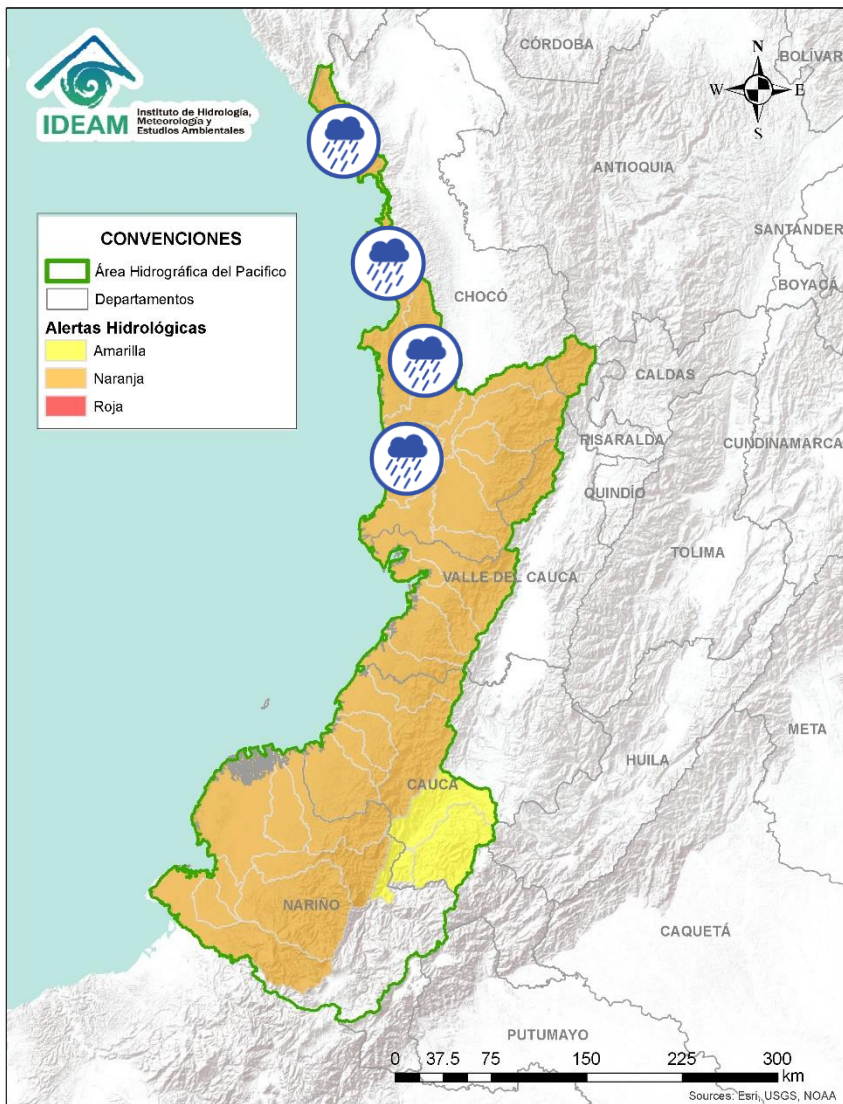 IDEAM
Instituto de Hidrología,
Meteorología y
Estudios Ambientales
CÓRDOBA
BOLÍVAR
N
W
E
S
ANTIOQUIA
SANTANDER
BOYACÁ
CONVENCIONES
Área Hidrográfica del Pacifico
Departamentos
Alertas Hidrológicas
Amarilla
Naranja
Roja
CHOCÓ
CALDAS
RISARALDA
CUNDINAMARCA
QUINDÍO
TOLIMA
VALLE DEL CAUCA
META
HUILA
CAUCA
NARIÑO
CAQUETÁ
PUTUMAYO
0 37.5 75 150 225 300
km
Sources: Esri, USGS, NOAA